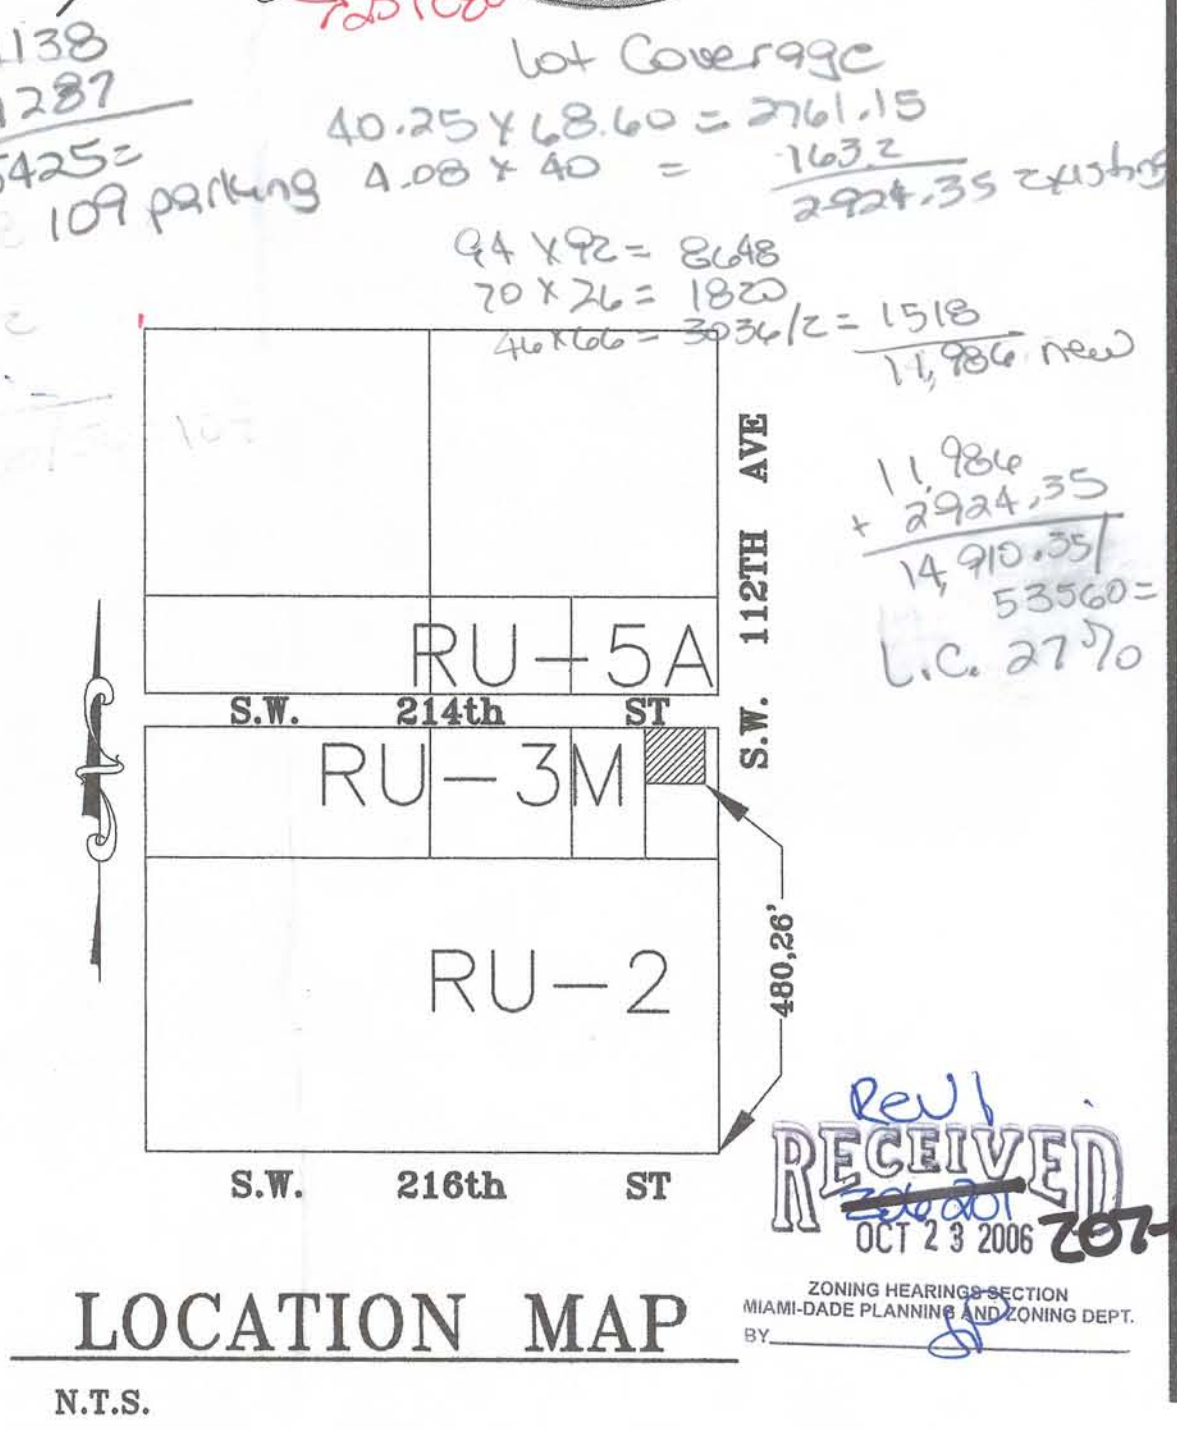 Lot Coverage
138
287
5425=
109 parking
40.25 x 68.60 = 2761.15
4.08 x 40 = 163.2
2924.35 existing
94 x 92 = 8648
70 x 26 = 1820
46x66 = 3036/2 = 1518
11,986 new
11,986
+ 2924.35
14,910.35/
53560=
L.C. 27%
S.W. 112TH AVE
RU-5A
S.W. 214th ST
RU-3M
480,26'
RU-2
S.W. 216th ST
Rev 1
RECEIVED
OCT 23 2006
207-
ZONING HEARINGS SECTION
MIAMI-DADE PLANNING AND ZONING DEPT.
BY
LOCATION MAP
N.T.S.